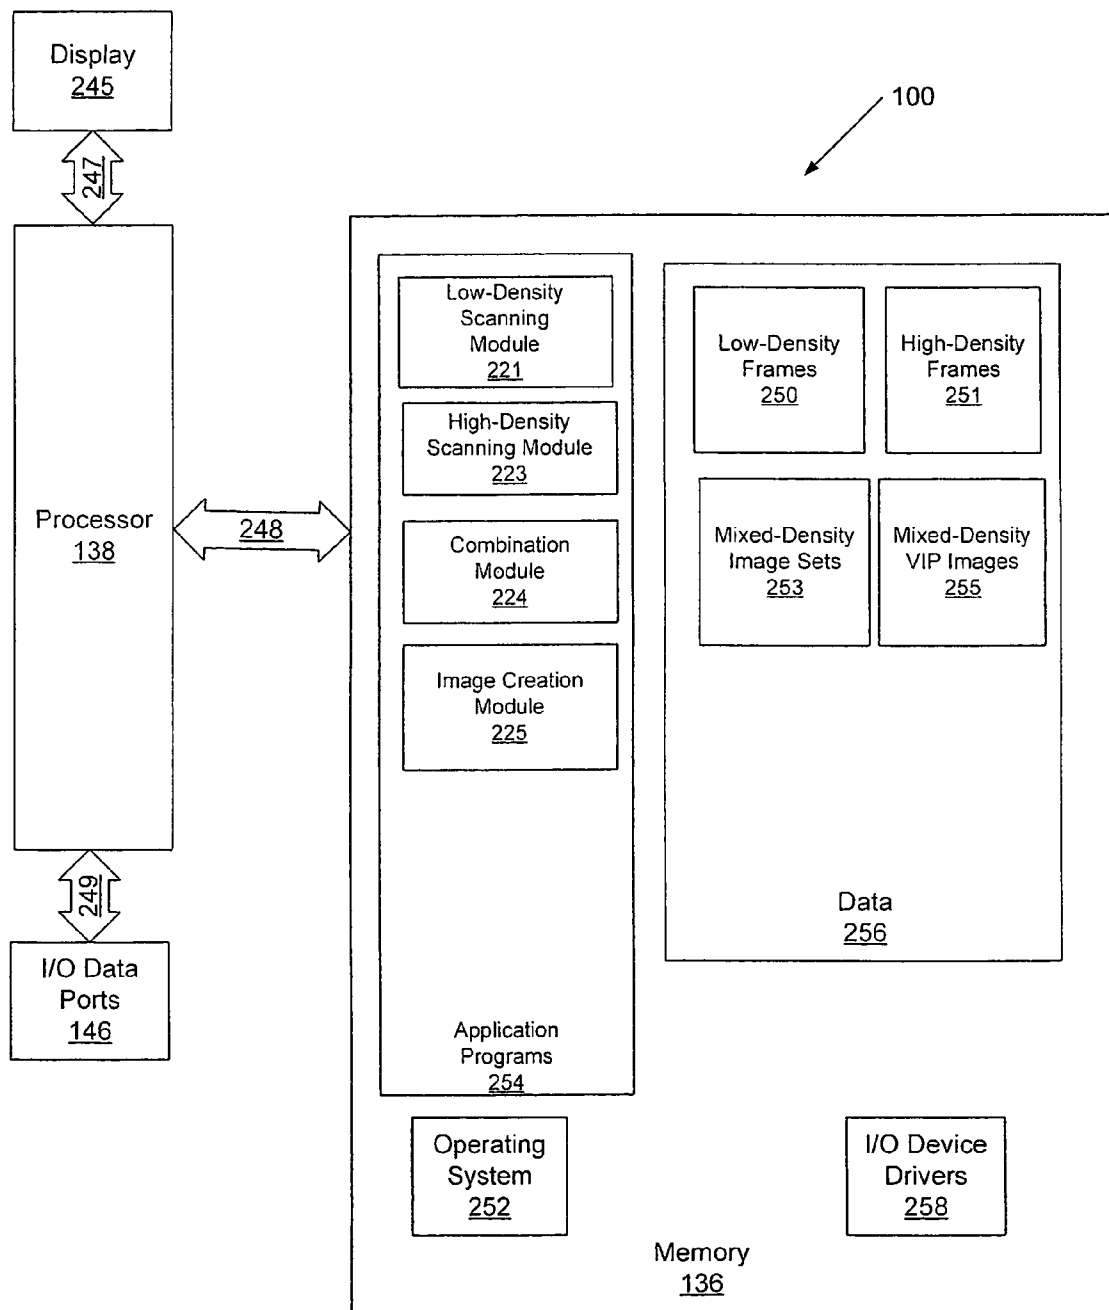 Display
245
247
100
Processor
138
248
249
I/O Data
Ports
146
Low-Density
Scanning
Module
221
High-Density
Scanning Module
223
Combination
Module
224
Image Creation
Module
225
Application
Programs
254
Low-Density
Frames
250
High-Density
Frames
251
Mixed-Density
Image Sets
253
Mixed-Density
VIP Images
255
Data
256
Operating
System
252
I/O Device
Drivers
258
Memory
136